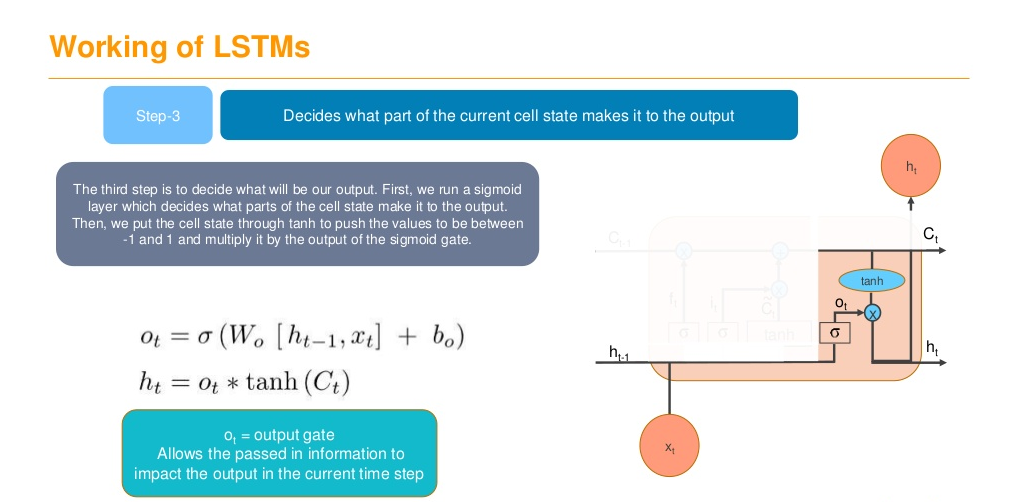 Working of LSTMs
Step-3
Decides what part of the current cell state makes it to the output
The third step is to decide what will be our output. First, we run a sigmoid
layer which decides what parts of the cell state make it to the output.
Then, we put the cell state through tanh to push the values to be between
-1 and 1 and multiply it by the output of the sigmoid gate.
oₜ = σ (Wₒ [hₜ₋₁, xₜ] + bₒ)
hₜ = oₜ * tanh (Cₜ)
oₜ = output gate
Allows the passed in information to
impact the output in the current time step
hₜ
Cₜ₋₁
Cₜ
tanh
oₜ
x
fₜ
iₜ
C̃ₜ
σ
σ
tanh
σ
hₜ₋₁
hₜ
xₜ